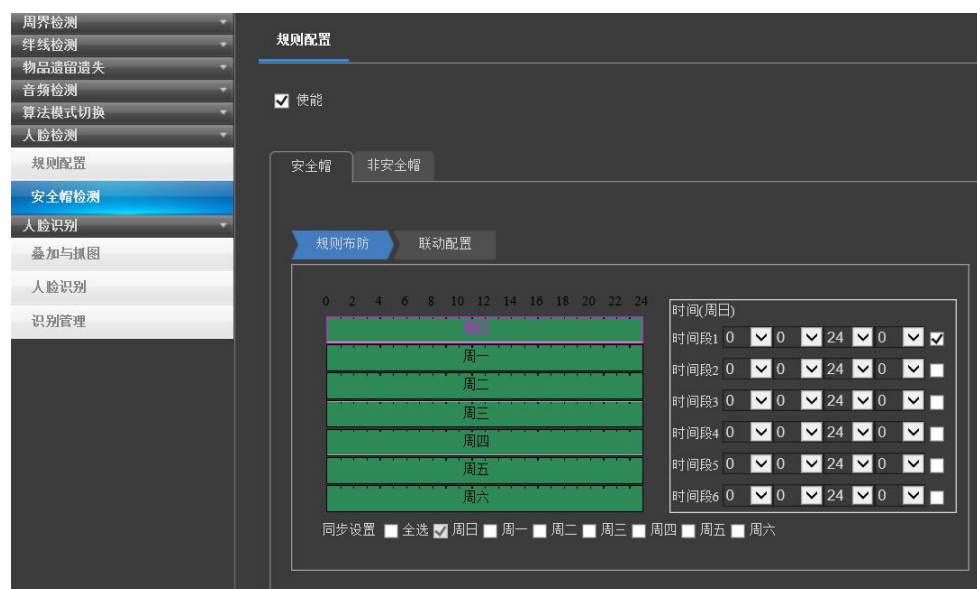 周界检测
绊线检测
物品遗留遗失
音频检测
算法模式切换
人脸检测
规则配置
安全帽检测
人脸识别
叠加与抓图
人脸识别
识别管理
规则配置
使能
安全帽 非安全帽
规则布防 联动配置
0 2 4 6 8 10 12 14 16 18 20 22 24
周日
周一
周二
周三
周四
周五
周六
时间(周日)
时间段1 0 0 24 0
时间段2 0 0 24 0
时间段3 0 0 24 0
时间段4 0 0 24 0
时间段5 0 0 24 0
时间段6 0 0 24 0
同步设置 全选 周日 周一 周二 周三 周四 周五 周六